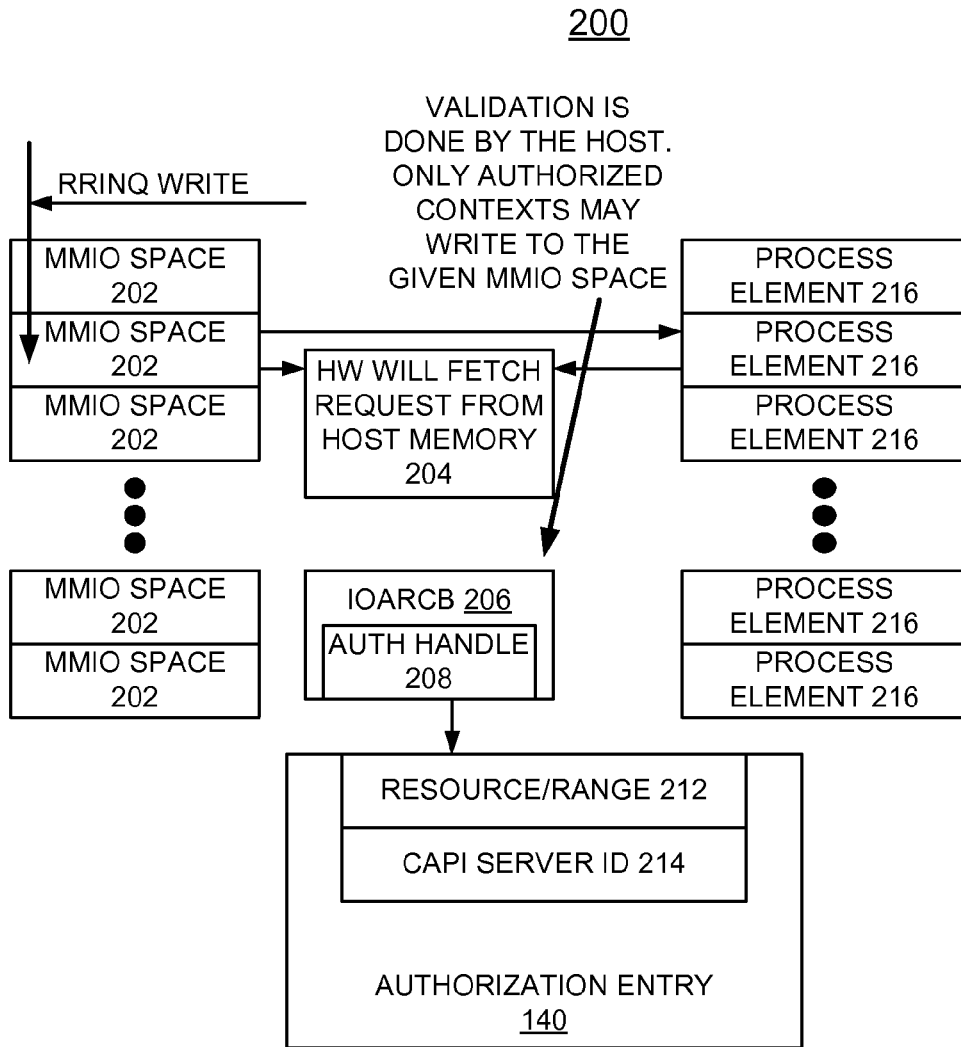 200
VALIDATION IS
DONE BY THE HOST.
ONLY AUTHORIZED
CONTEXTS MAY
WRITE TO THE
GIVEN MMIO SPACE
RRINQ WRITE
MMIO SPACE
202
MMIO SPACE
202
MMIO SPACE
202
MMIO SPACE
202
MMIO SPACE
202
HW WILL FETCH
REQUEST FROM
HOST MEMORY
204
PROCESS
ELEMENT 216
PROCESS
ELEMENT 216
PROCESS
ELEMENT 216
PROCESS
ELEMENT 216
PROCESS
ELEMENT 216
IOARCB 206
AUTH HANDLE
208
RESOURCE/RANGE 212
CAPI SERVER ID 214
AUTHORIZATION ENTRY
140